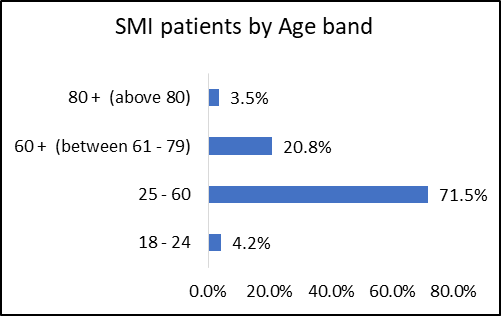 SMI patients by Age band
80 + (above 80) 3.5%
60 + (between 61 - 79) 20.8%
25 - 60 71.5%
18 - 24 4.2%
0.0% 20.0% 40.0% 60.0% 80.0%